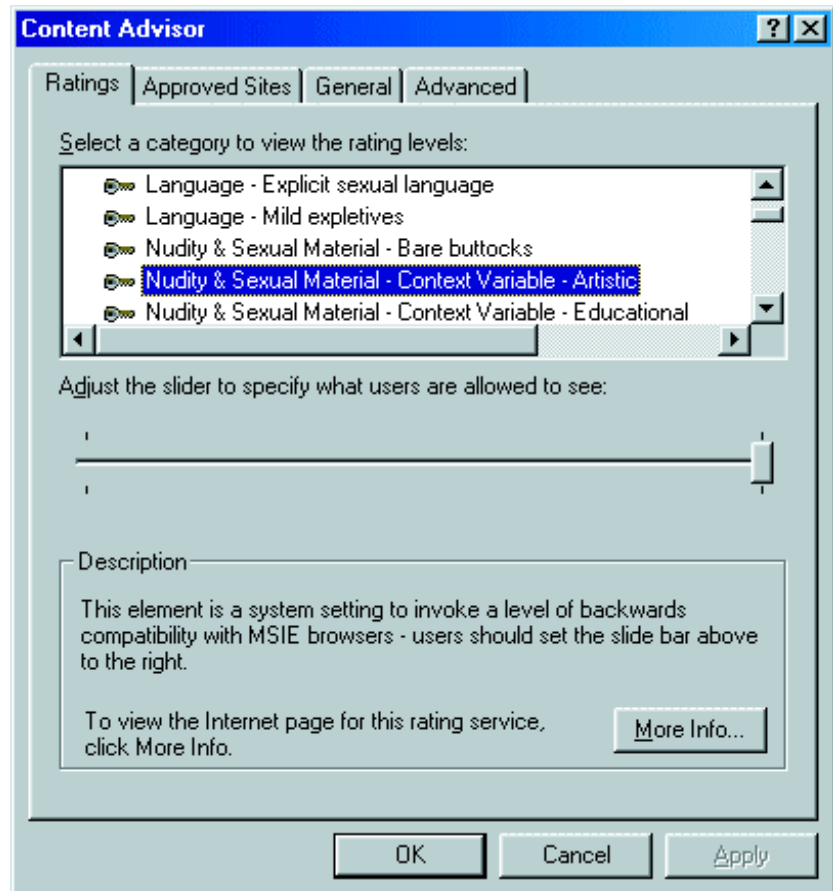 Content Advisor
Ratings Approved Sites General Advanced
Select a category to view the rating levels:
Language - Explicit sexual language
Language - Mild expletives
Nudity & Sexual Material - Bare buttocks
Nudity & Sexual Material - Context Variable - Artistic
Nudity & Sexual Material - Context Variable - Educational
Adjust the slider to specify what users are allowed to see:
Description
This element is a system setting to invoke a level of backwards
compatibility with MSIE browsers - users should set the slide bar above
to the right.
To view the Internet page for this rating service,
click More Info.
More Info...
OK Cancel Apply